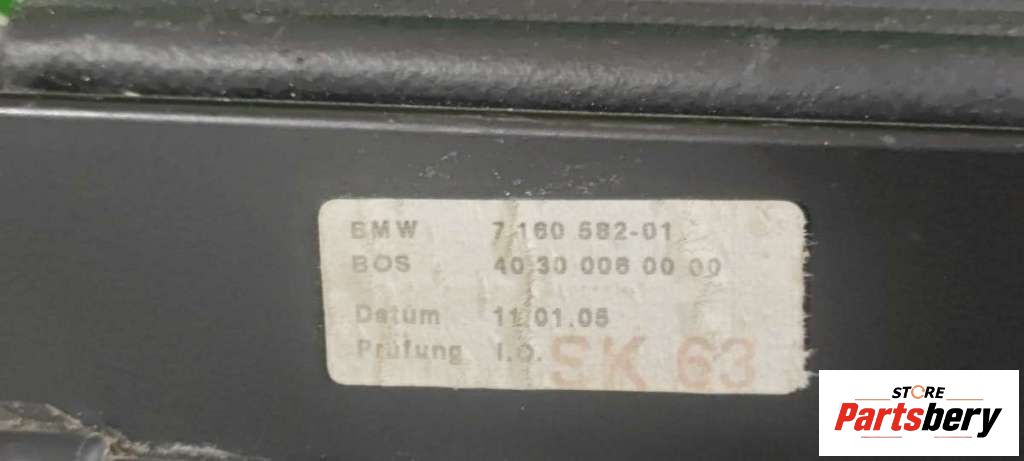 BMW 7 160 582-01
BOS 40 30 006 00 00
Datum 11.01.05
Prüfung I.O. SK 63
STORE
Partsbery